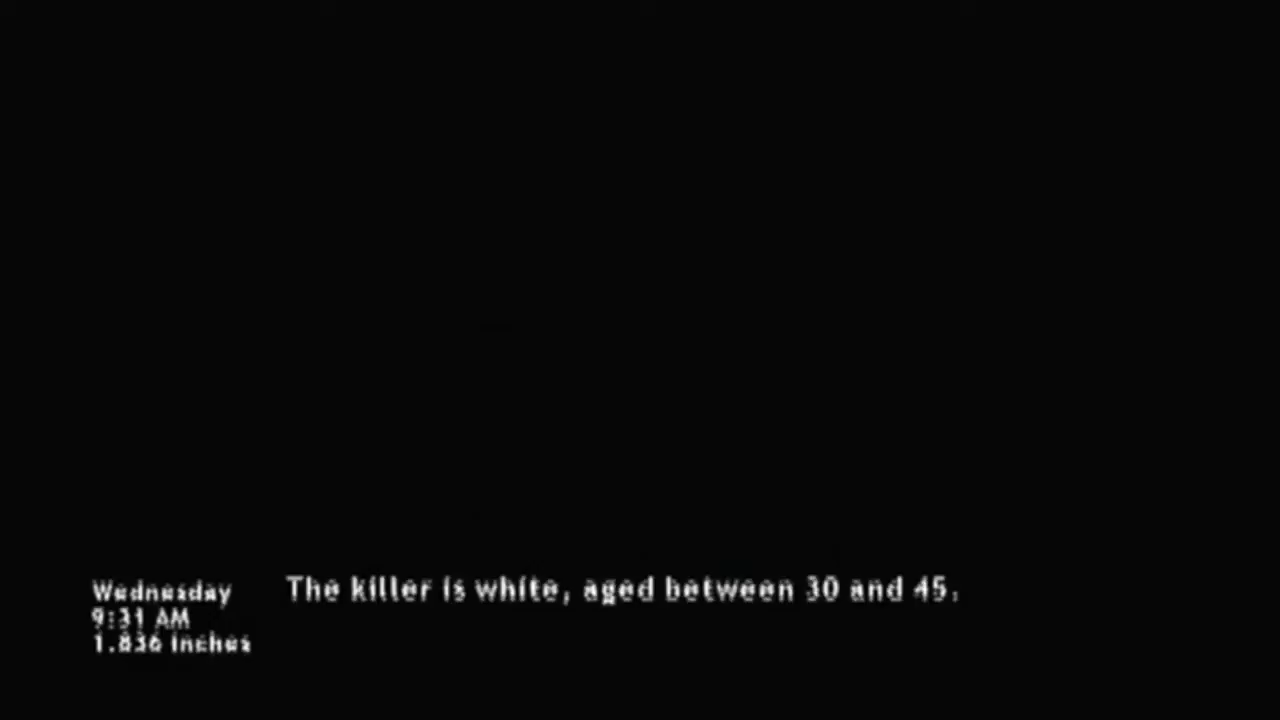 Wednesday
9:31 AM
1.836 inches
The killer is white, aged between 30 and 45.